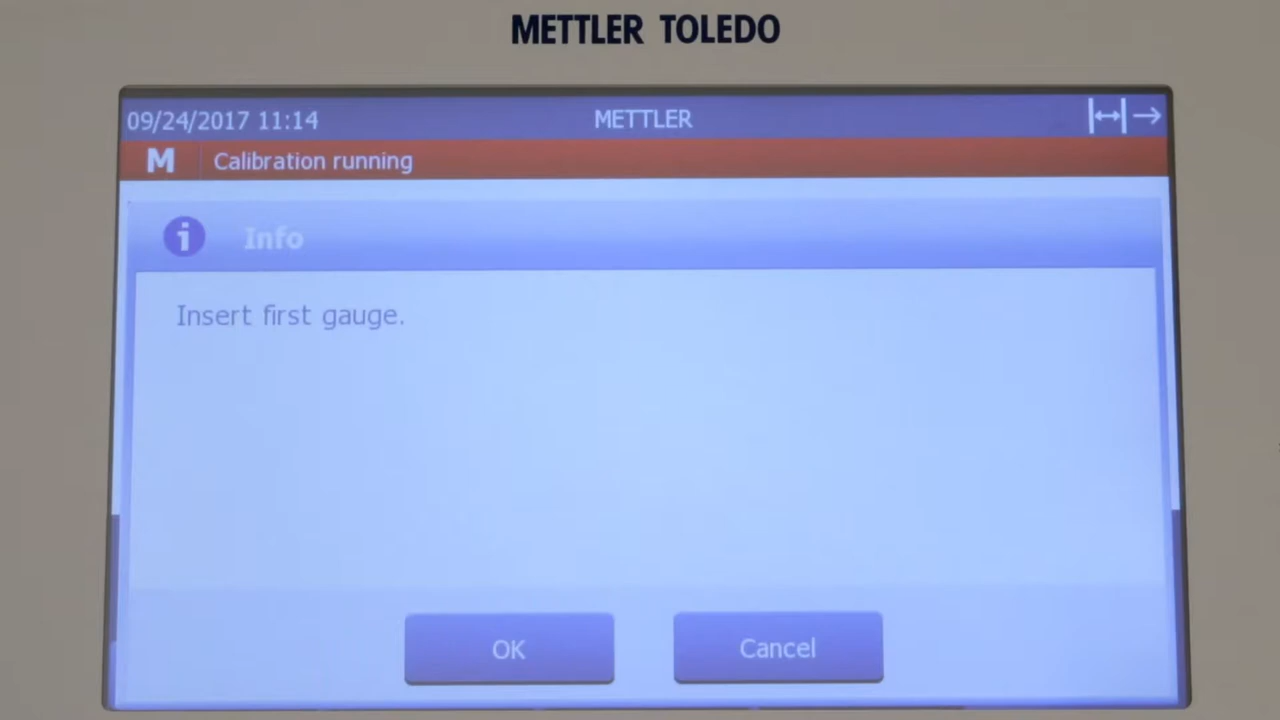 METTLER TOLEDO
09/24/2017 11:14 METTLER
M Calibration running
i Info
Insert first gauge.
OK Cancel